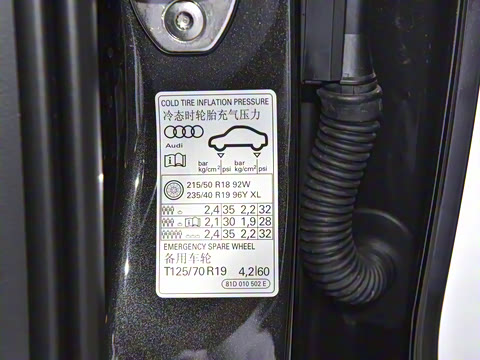 COLD TIRE INFLATION PRESSURE
冷态时轮胎充气压力
Audi
bar kg/cm² psi bar kg/cm² psi
215/50 R18 92W
235/40 R19 96Y XL
2,4 35 2,2 32
2,1 30 1,9 28
2,4 35 2,2 32
EMERGENCY SPARE WHEEL
备用车轮
T125/70 R19 4,2 60
81D 010 502 E